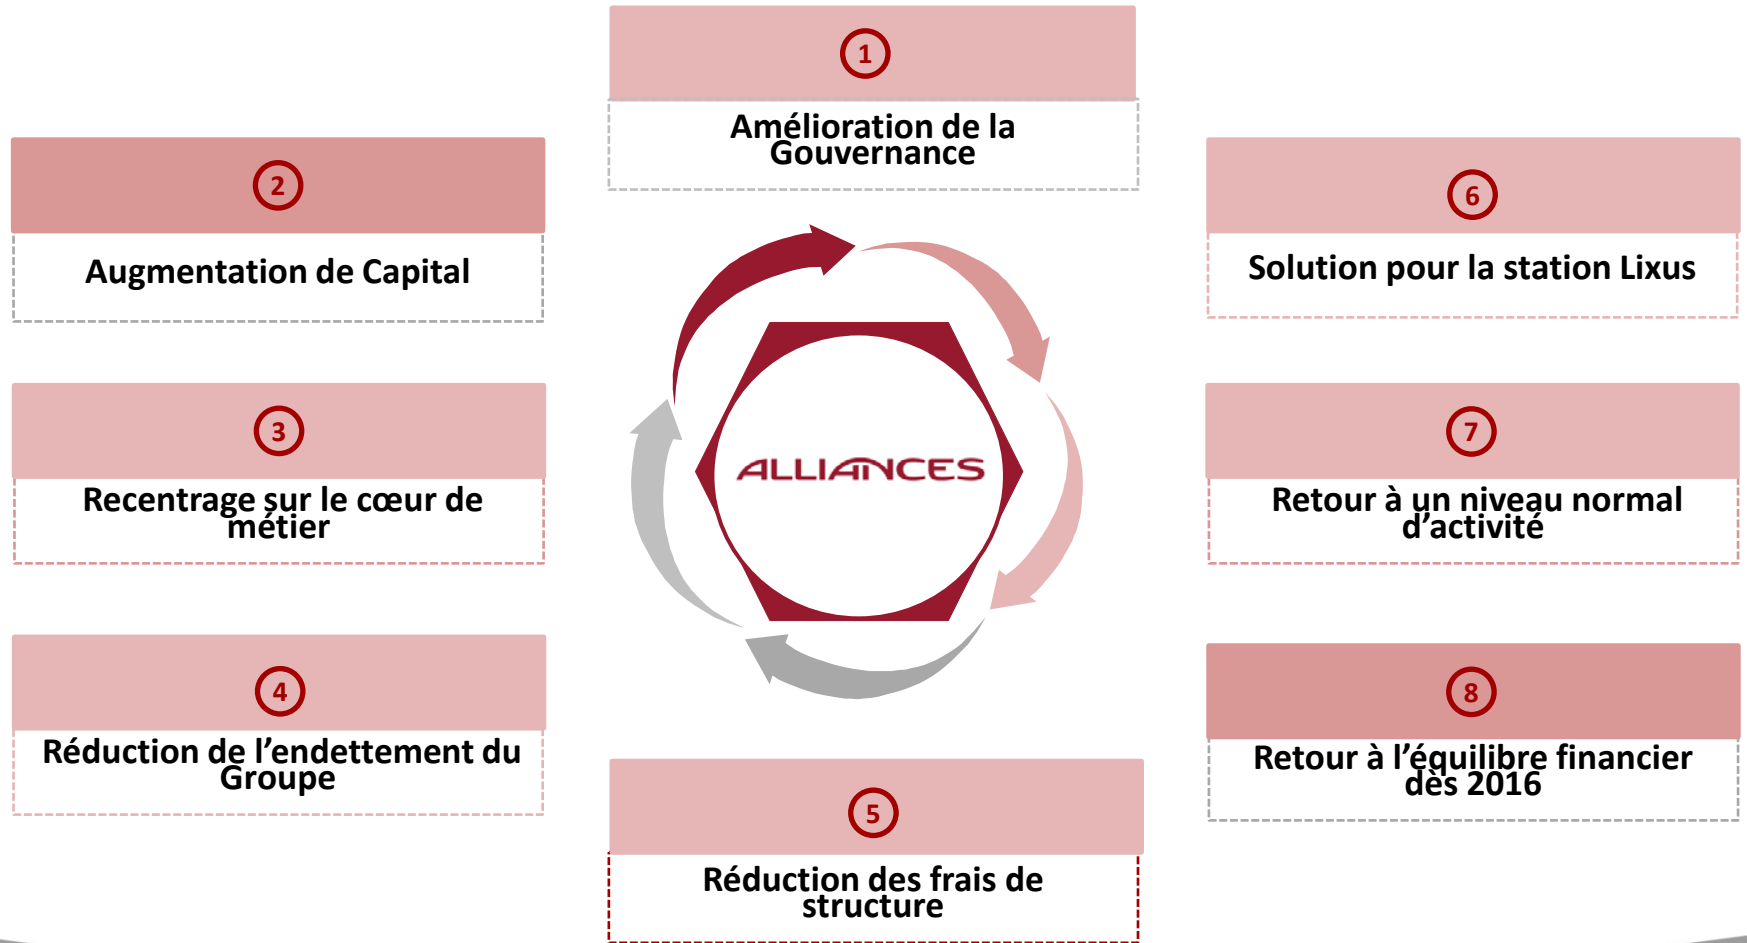 1
Amélioration de la
Gouvernance
2
Augmentation de Capital
3
Recentrage sur le cœur de
métier
4
Réduction de l’endettement du
Groupe
5
Réduction des frais de
structure
6
Solution pour la station Lixus
7
Retour à un niveau normal
d’activité
8
Retour à l’équilibre financier
dès 2016
ALLIANCES